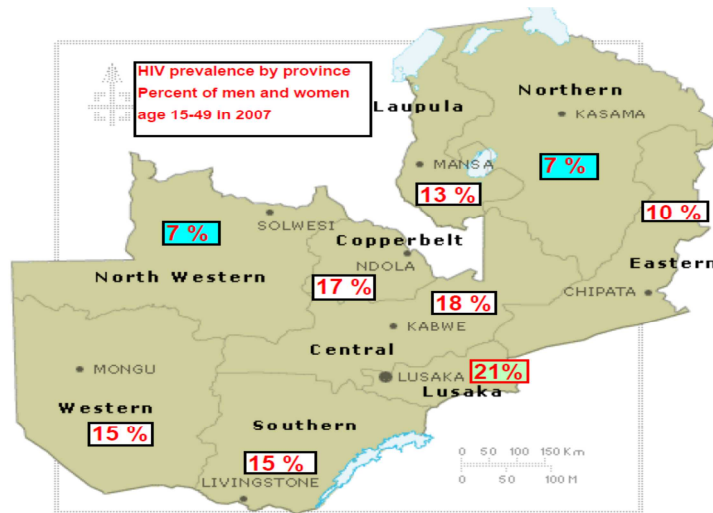 HIV prevalence by province
Percent of men and women
age 15-49 in 2007
Laupula
Northern
KASAMA
MANSA
7 %
13 %
10 %
7 %
SOLWESI
Copperbelt
NDOLA
Eastern
North Western
17 %
18 %
CHIPATA
KABWE
Central
MONGU
LUSAKA
21%
Lusaka
Western
Southern
15 %
15 %
LIVINGSTONE
0 50 100 150 Km
0 50 100 M